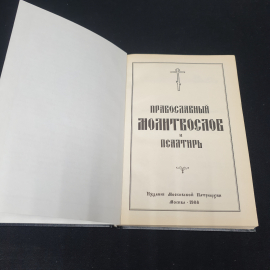 ПРАВОСЛАВНЫЙ
МОЛИТВОСЛОВ
и
ПСАЛТИРЬ
Издание Московской Патриархии
Москва · 1988